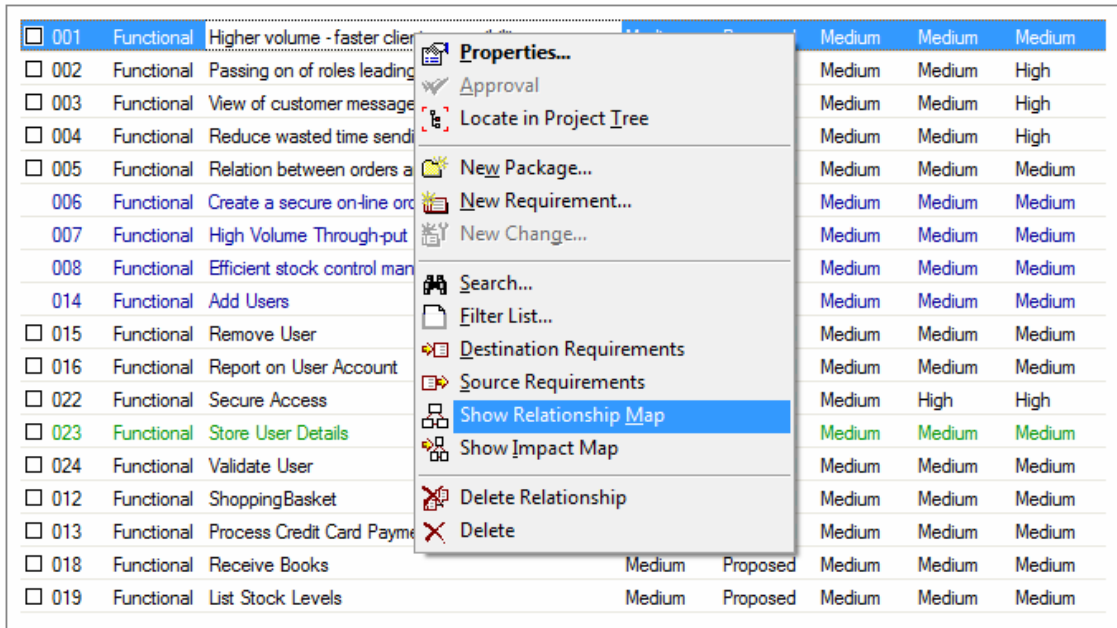 001 Functional Higher volume - faster clien Medium Medium Medium
002 Functional Passing on of roles leading Medium Medium High
003 Functional View of customer message Medium Medium High
004 Functional Reduce wasted time sendi Medium Medium High
005 Functional Relation between orders a Medium Medium Medium
006 Functional Create a secure on-line ord Medium Medium Medium
007 Functional High Volume Through-put Medium Medium Medium
008 Functional Efficient stock control man Medium Medium Medium
014 Functional Add Users Medium Medium Medium
015 Functional Remove User Medium Medium Medium
016 Functional Report on User Account Medium Medium Medium
022 Functional Secure Access Medium High High
023 Functional Store User Details Medium Medium Medium
024 Functional Validate User Medium Medium Medium
012 Functional ShoppingBasket Medium Medium Medium
013 Functional Process Credit Card Payme Medium Medium Medium
018 Functional Receive Books Medium Proposed Medium Medium Medium
019 Functional List Stock Levels Medium Proposed Medium Medium Medium
Properties...
Approval
Locate in Project Tree
New Package...
New Requirement...
New Change...
Search...
Filter List...
Destination Requirements
Source Requirements
Show Relationship Map
Show Impact Map
Delete Relationship
Delete